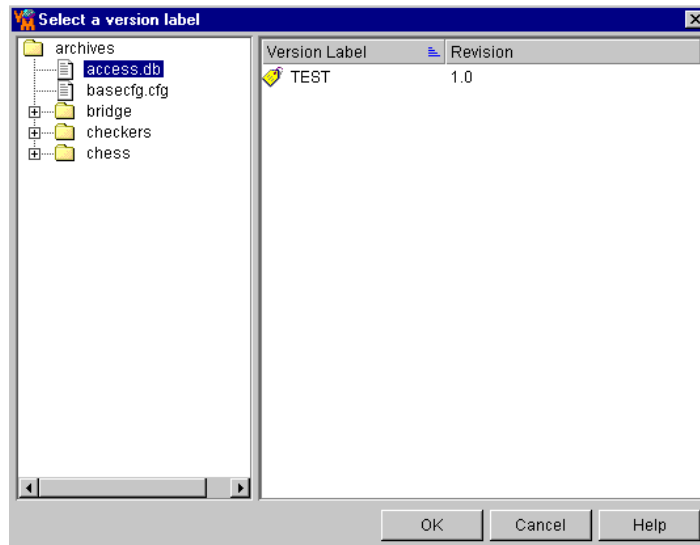 Select a version label
archives
access.db
basecfg.cfg
bridge
checkers
chess
Version Label Revision
TEST 1.0
OK Cancel Help